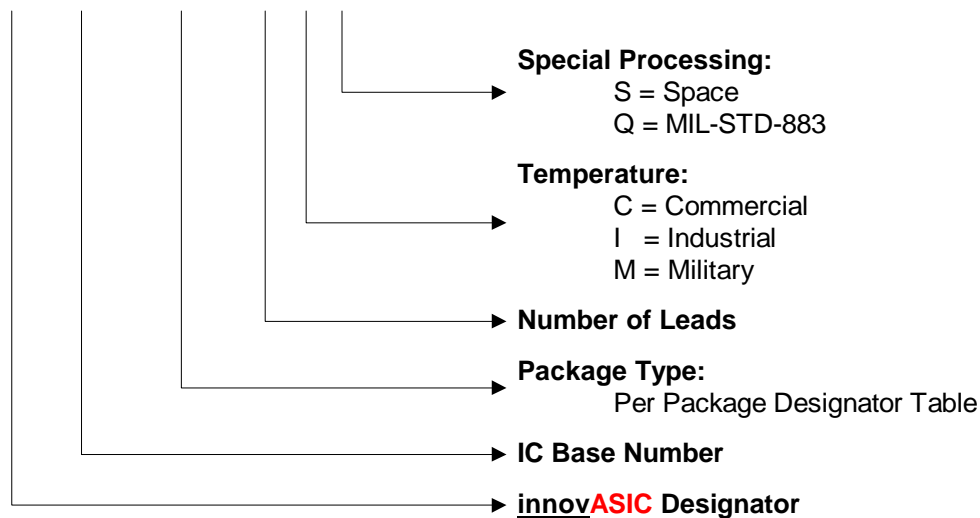 Special Processing:
S = Space
Q = MIL-STD-883
Temperature:
C = Commercial
I = Industrial
M = Military
Number of Leads
Package Type:
Per Package Designator Table
IC Base Number
innovASIC Designator